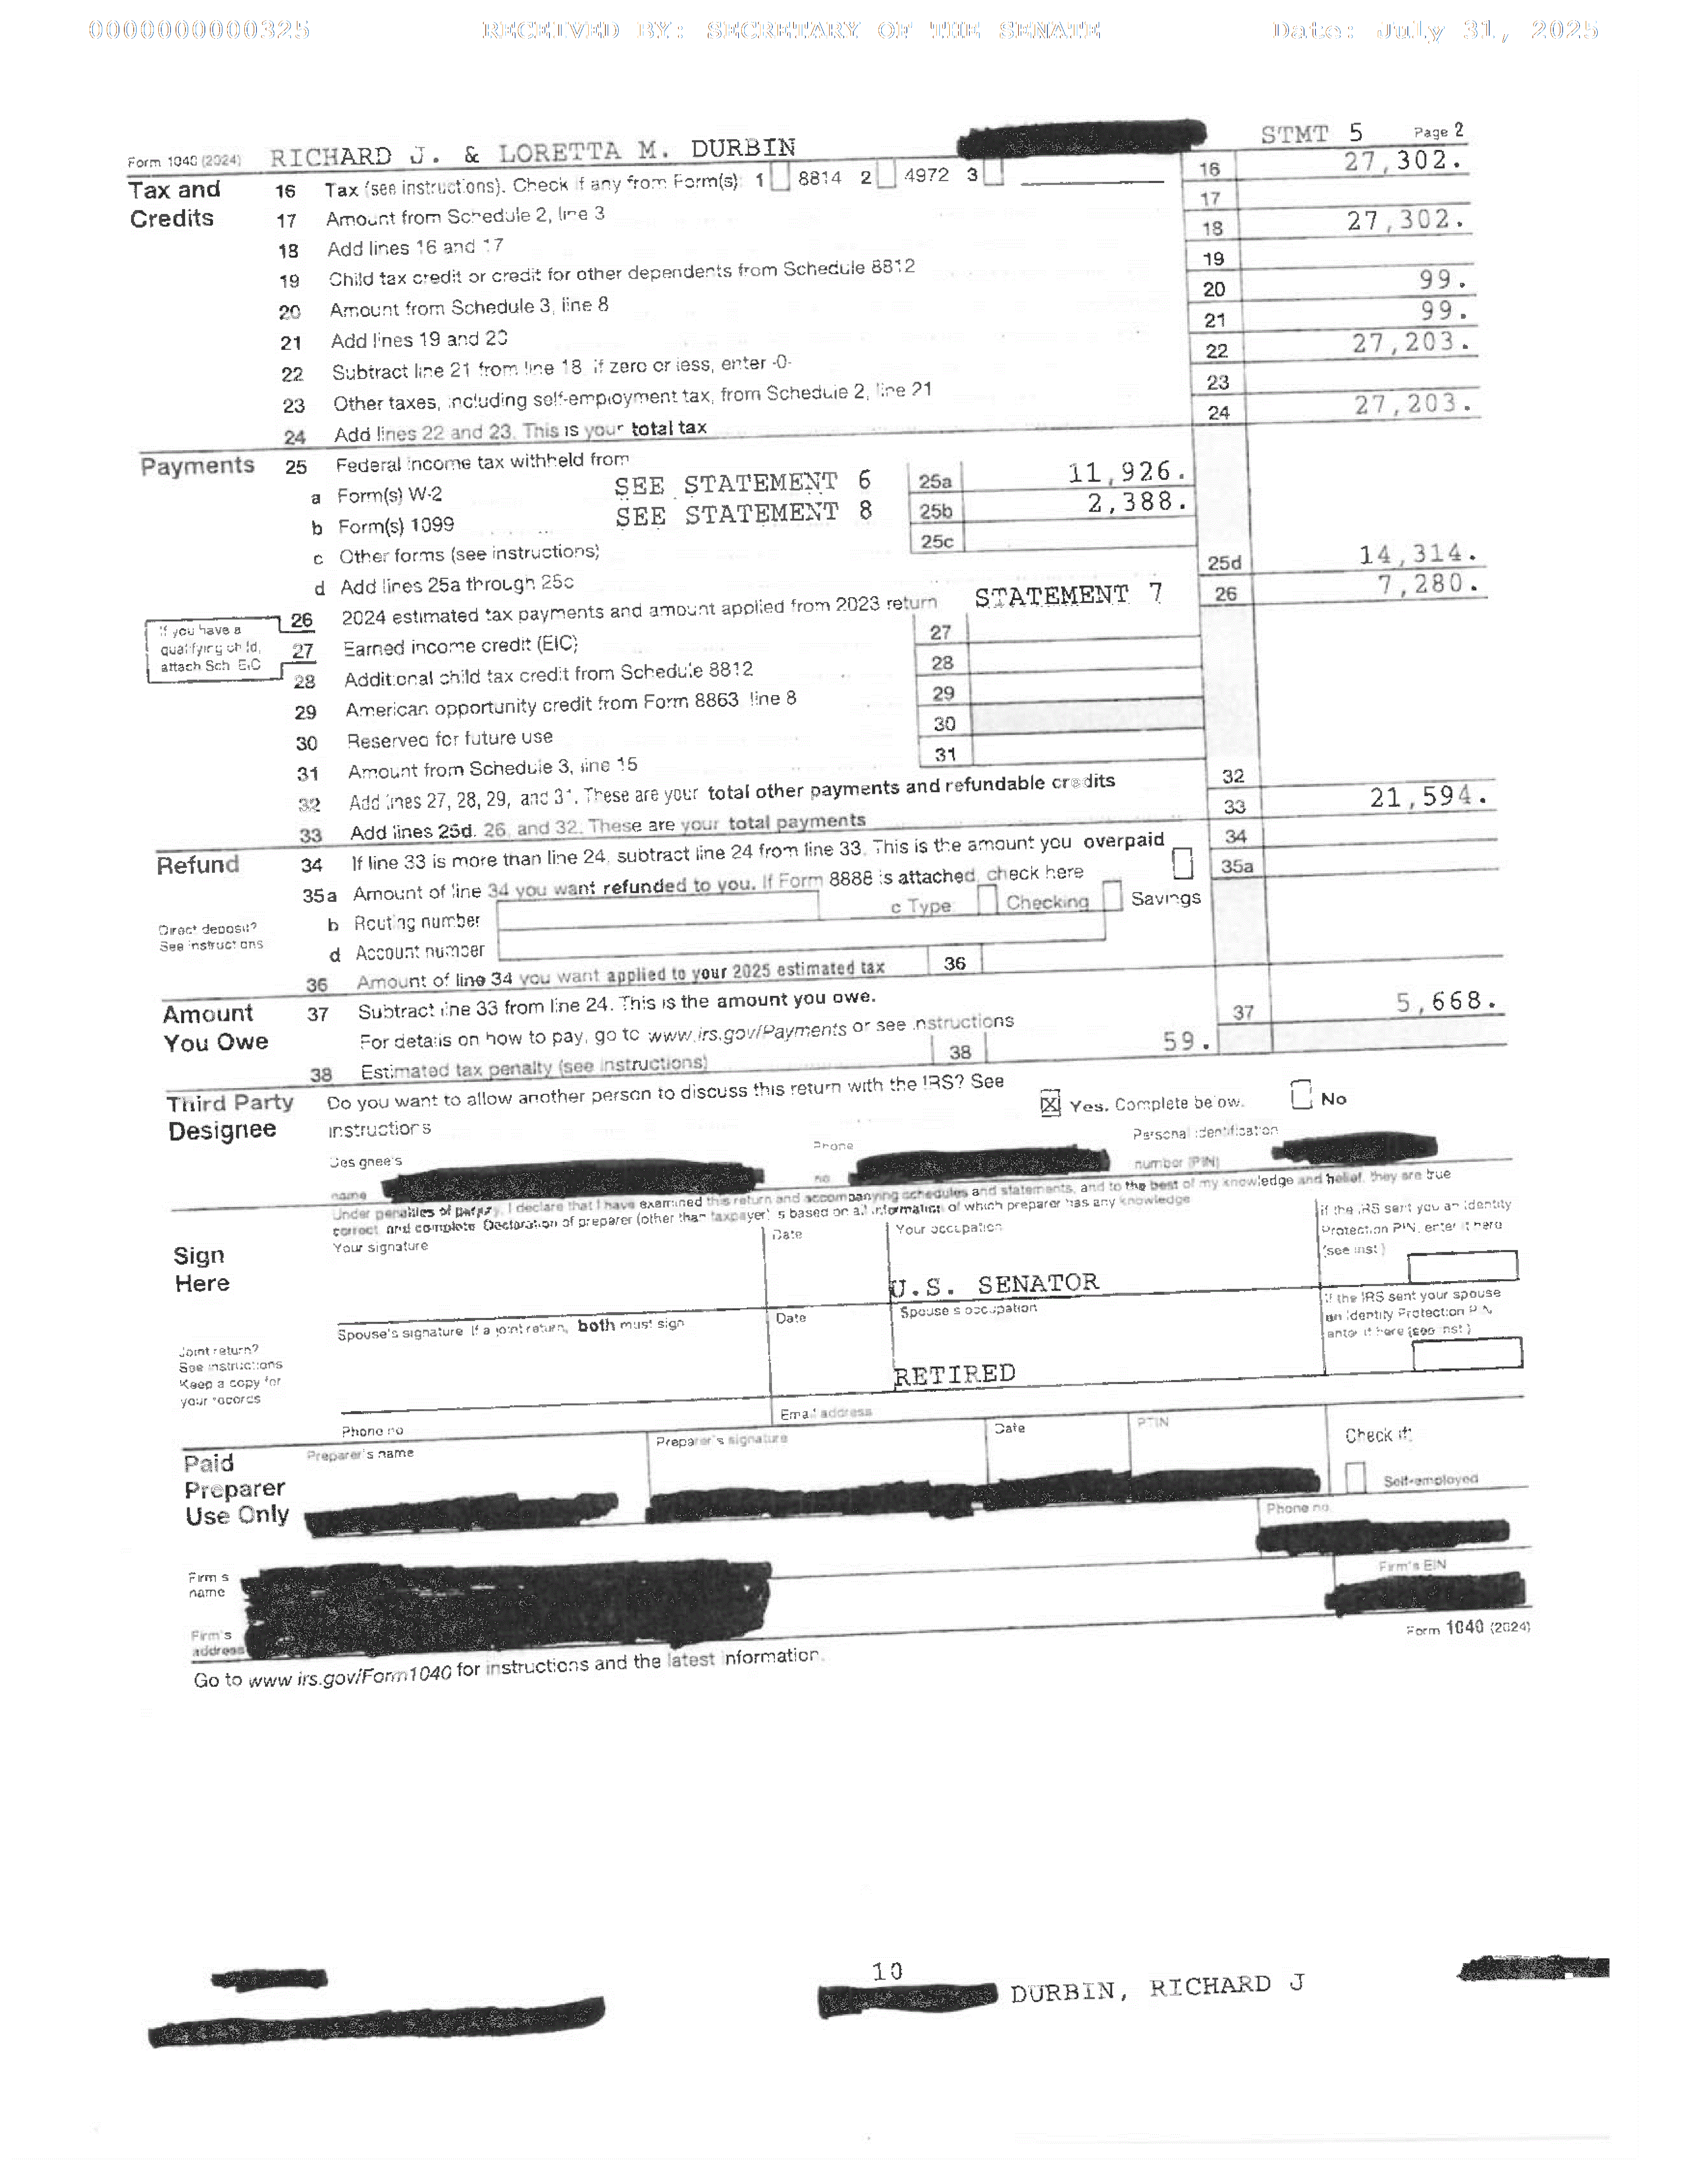 0000000000325 RECEIVED BY: SECRETARY OF THE SENATE Date: July 31, 2025
STMT 5 Page 2
Form 1040 (2024) RICHARD J. & LORETTA M. DURBIN
Tax and Credits
16 Tax (see instructions). Check if any from Form(s): 1 8814 2 4972 3 16 27,302.
17 Amount from Schedule 2, line 3 17
18 Add lines 16 and 17 18 27,302.
19 Child tax credit or credit for other dependents from Schedule 8812 19
20 Amount from Schedule 3, line 8 20 99.
21 Add lines 19 and 20 21 99.
22 Subtract line 21 from line 18 if zero or less, enter -0- 22 27,203.
23 Other taxes, including self-employment tax, from Schedule 2, line 21 23
24 Add lines 22 and 23. This is your total tax 24 27,203.
Payments 25 Federal income tax withheld from
a Form(s) W-2 SEE STATEMENT 6 25a 11,926.
b Form(s) 1099 SEE STATEMENT 8 25b 2,388.
c Other forms (see instructions) 25c
d Add lines 25a through 25c 25d 14,314.
26 2024 estimated tax payments and amount applied from 2023 return STATEMENT 7 26 7,280.
If you have a
qualifying child,
attach Sch EIC
27 Earned income credit (EIC) 27
28 Additional child tax credit from Schedule 8812 28
29 American opportunity credit from Form 8863 line 8 29
30 Reserved for future use 30
31 Amount from Schedule 3, line 15 31
32 Add lines 27, 28, 29, and 31. These are your total other payments and refundable credits 32
33 Add lines 25d, 26, and 32. These are your total payments 33 21,594.
Refund 34 If line 33 is more than line 24, subtract line 24 from line 33. This is the amount you overpaid 34
35a Amount of line 34 you want refunded to you. If Form 8888 is attached, check here 35a
Direct deposit?
See instructions
b Routing number c Type: Checking Savings
d Account number
36 Amount of line 34 you want applied to your 2025 estimated tax 36
Amount
You Owe
37 Subtract line 33 from line 24. This is the amount you owe. 37 5,668.
For details on how to pay, go to www.irs.gov/Payments or see instructions
38 Estimated tax penalty (see instructions) 38 59.
Third Party
Designee
Do you want to allow another person to discuss this return with the IRS? See
instructions X Yes. Complete below. No
Designee's
name
Phone
no
Personal identification
number (PIN)
Under penalties of perjury, I declare that I have examined this return and accompanying schedules and statements, and to the best of my knowledge and belief, they are true
correct and complete Declaration of preparer (other than taxpayer) is based on all information of which preparer has any knowledge
Sign
Here
Your signature Date Your occupation
U.S. SENATOR
If the IRS sent you an Identity
Protection PIN, enter it here
(see inst.)
Joint return?
See instructions
Keep a copy for
your records
Spouse's signature If a joint return, both must sign Date Spouse's occupation
RETIRED
If the IRS sent your spouse
an Identity Protection PIN,
enter it here (see inst.)
Phone no Email address
Paid
Preparer
Use Only
Preparer's name Preparer's signature Date PTIN Check if:
Self-employed
Phone no.
Firm's
name
Firm's EIN
Firm's
address
Go to www.irs.gov/Form1040 for instructions and the latest information.
Form 1040 (2024)
10
DURBIN, RICHARD J